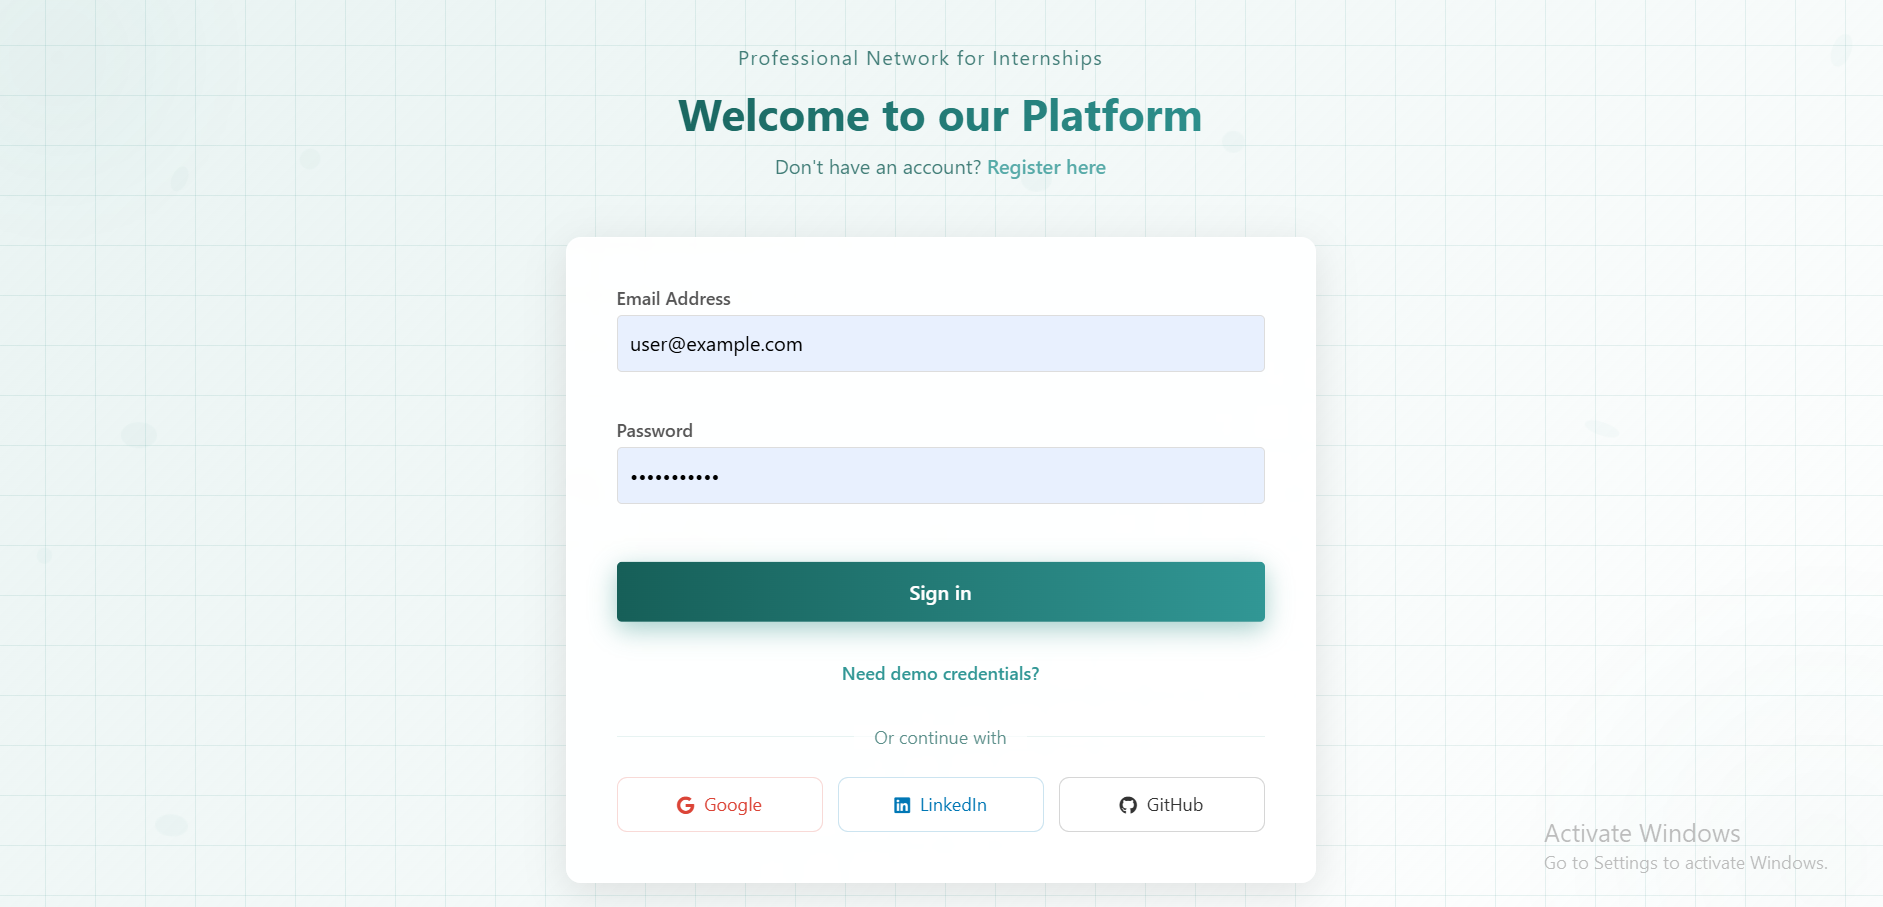 Professional Network for Internships
Welcome to our Platform
Don't have an account? Register here
Email Address
user@example.com
Password
•••••••••••
Sign in
Need demo credentials?
Or continue with
Google
LinkedIn
GitHub
Activate Windows
Go to Settings to activate Windows.